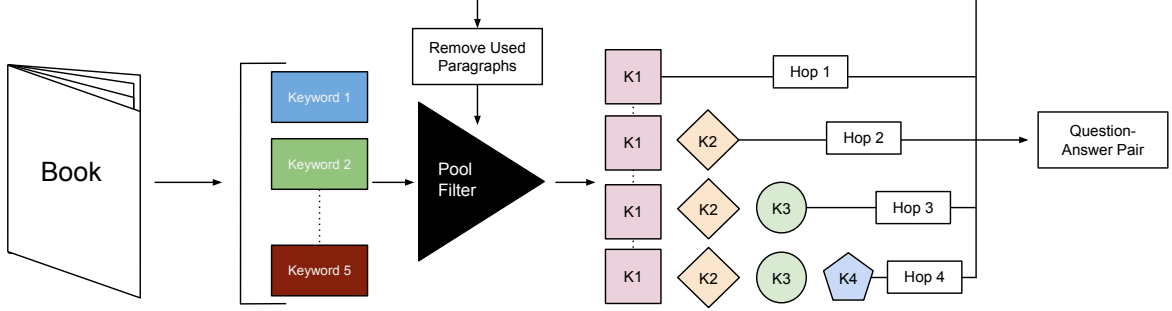 Book
Keyword 1
Keyword 2
Keyword 5
Remove Used
Paragraphs
Pool
Filter
K1
Hop 1
K1
K2
Hop 2
K1
K2
K3
Hop 3
K1
K2
K3
K4
Hop 4
Question-
Answer Pair